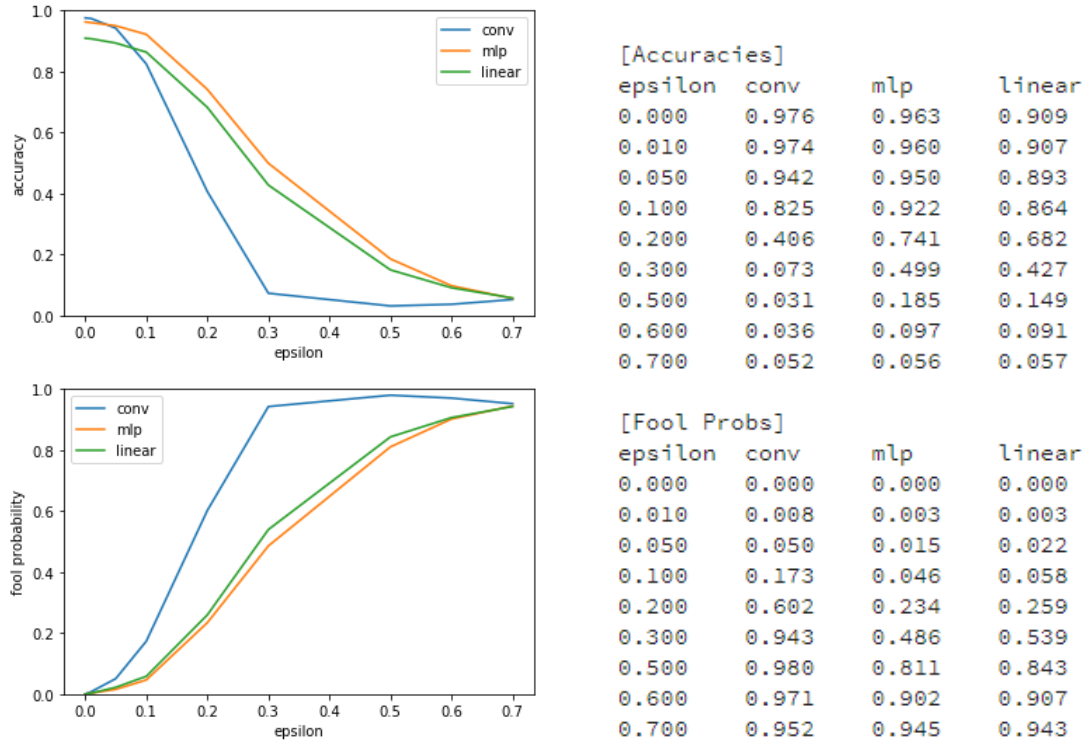 1.0
0.8
0.6
0.4
0.2
0.0
accuracy
conv
mlp
linear
0.0 0.1 0.2 0.3 0.4 0.5 0.6 0.7
epsilon
1.0
0.8
0.6
0.4
0.2
0.0
fool probability
conv
mlp
linear
0.0 0.1 0.2 0.3 0.4 0.5 0.6 0.7
epsilon
[Accuracies]
epsilon conv mlp linear
0.000 0.976 0.963 0.909
0.010 0.974 0.960 0.907
0.050 0.942 0.950 0.893
0.100 0.825 0.922 0.864
0.200 0.406 0.741 0.682
0.300 0.073 0.499 0.427
0.500 0.031 0.185 0.149
0.600 0.036 0.097 0.091
0.700 0.052 0.056 0.057
[Fool Probs]
epsilon conv mlp linear
0.000 0.000 0.000 0.000
0.010 0.008 0.003 0.003
0.050 0.050 0.015 0.022
0.100 0.173 0.046 0.058
0.200 0.602 0.234 0.259
0.300 0.943 0.486 0.539
0.500 0.980 0.811 0.843
0.600 0.971 0.902 0.907
0.700 0.952 0.945 0.943